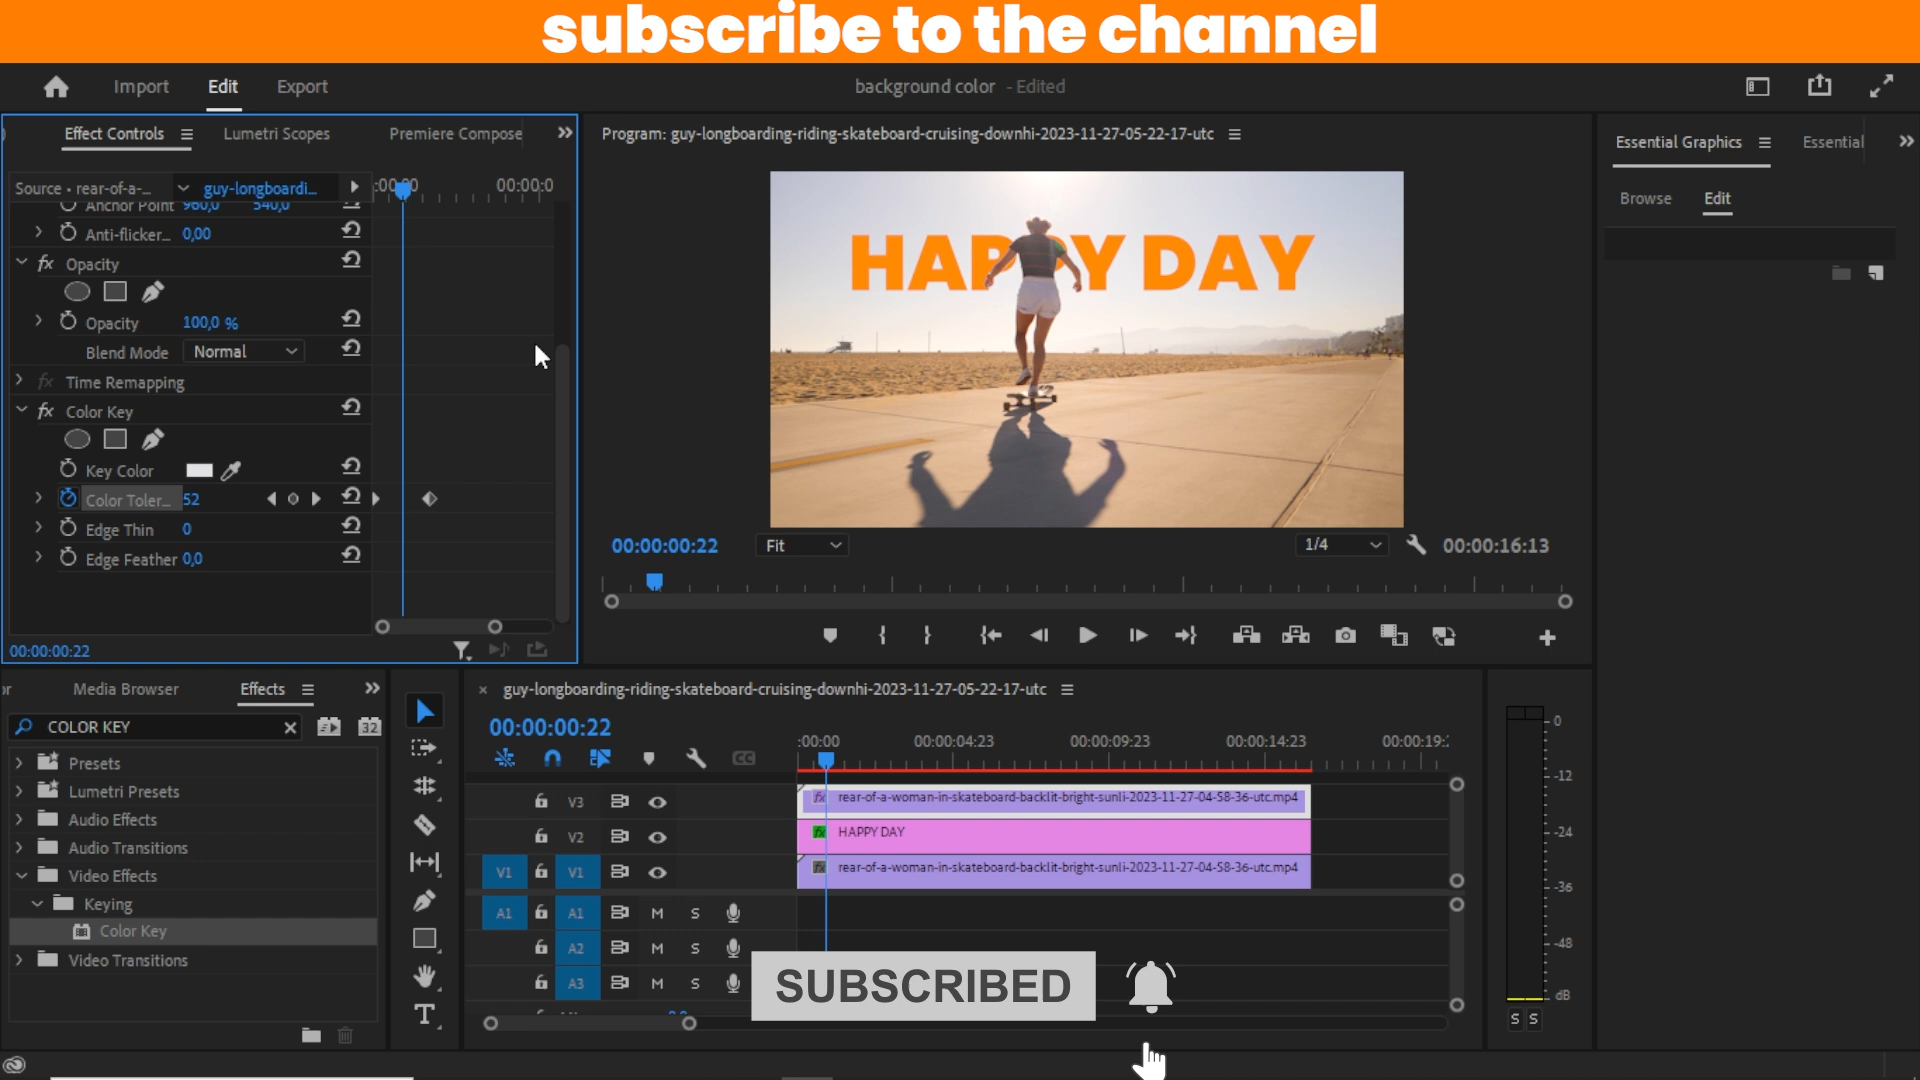 subscribe to the channel
Import
Edit
Export
background color - Edited
Effect Controls
Lumetri Scopes
Premiere Compose
Program: guy-longboarding-riding-skateboard-cruising-downhi-2023-11-27-05-22-17-utc
Essential Graphics
Essential
Source • rear-of-a-...
guy-longboardi...
:00:00
00:00:0
Browse
Edit
Anchor Point 960,0 540,0
Anti-flicker... 0,00
fx Opacity
Opacity 100,0 %
Blend Mode Normal
fx Time Remapping
fx Color Key
Key Color
Color Toler... 52
Edge Thin 0
Edge Feather 0,0
00:00:00:22
HAPPY DAY
00:00:00:22
Fit
1/4
00:00:16:13
Media Browser
Effects
COLOR KEY
32
Presets
Lumetri Presets
Audio Effects
Audio Transitions
Video Effects
Keying
Color Key
Video Transitions
guy-longboarding-riding-skateboard-cruising-downhi-2023-11-27-05-22-17-utc
00:00:00:22
CC
:00:00
00:00:04:23
00:00:09:23
00:00:14:23
00:00:19:
V3
fx rear-of-a-woman-in-skateboard-backlit-bright-sunli-2023-11-27-04-58-36-utc.mp4
V2
fx HAPPY DAY
V1 V1
fx rear-of-a-woman-in-skateboard-backlit-bright-sunli-2023-11-27-04-58-36-utc.mp4
A1 A1 M S
A2 M S
A3 M S
SUBSCRIBED
0
-12
-24
-36
-48
dB
S S